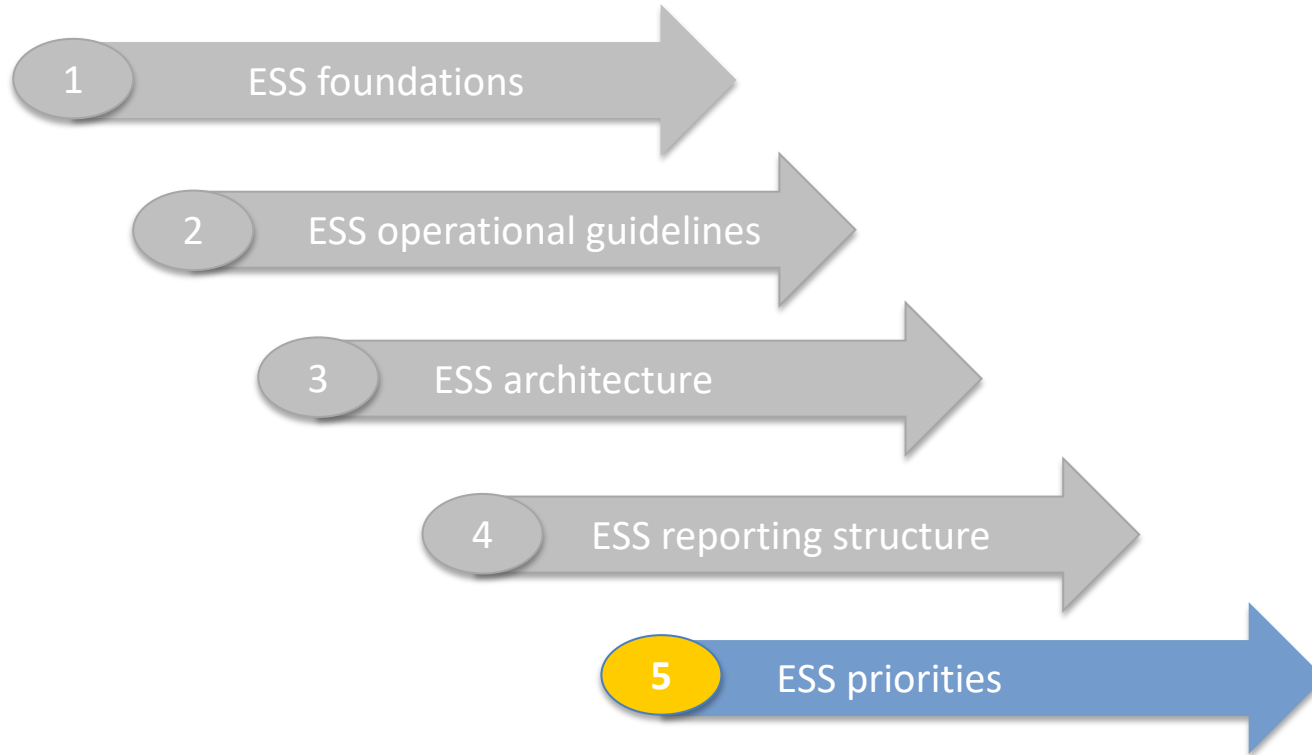 1 ESS foundations
2 ESS operational guidelines
3 ESS architecture
4 ESS reporting structure
5 ESS priorities